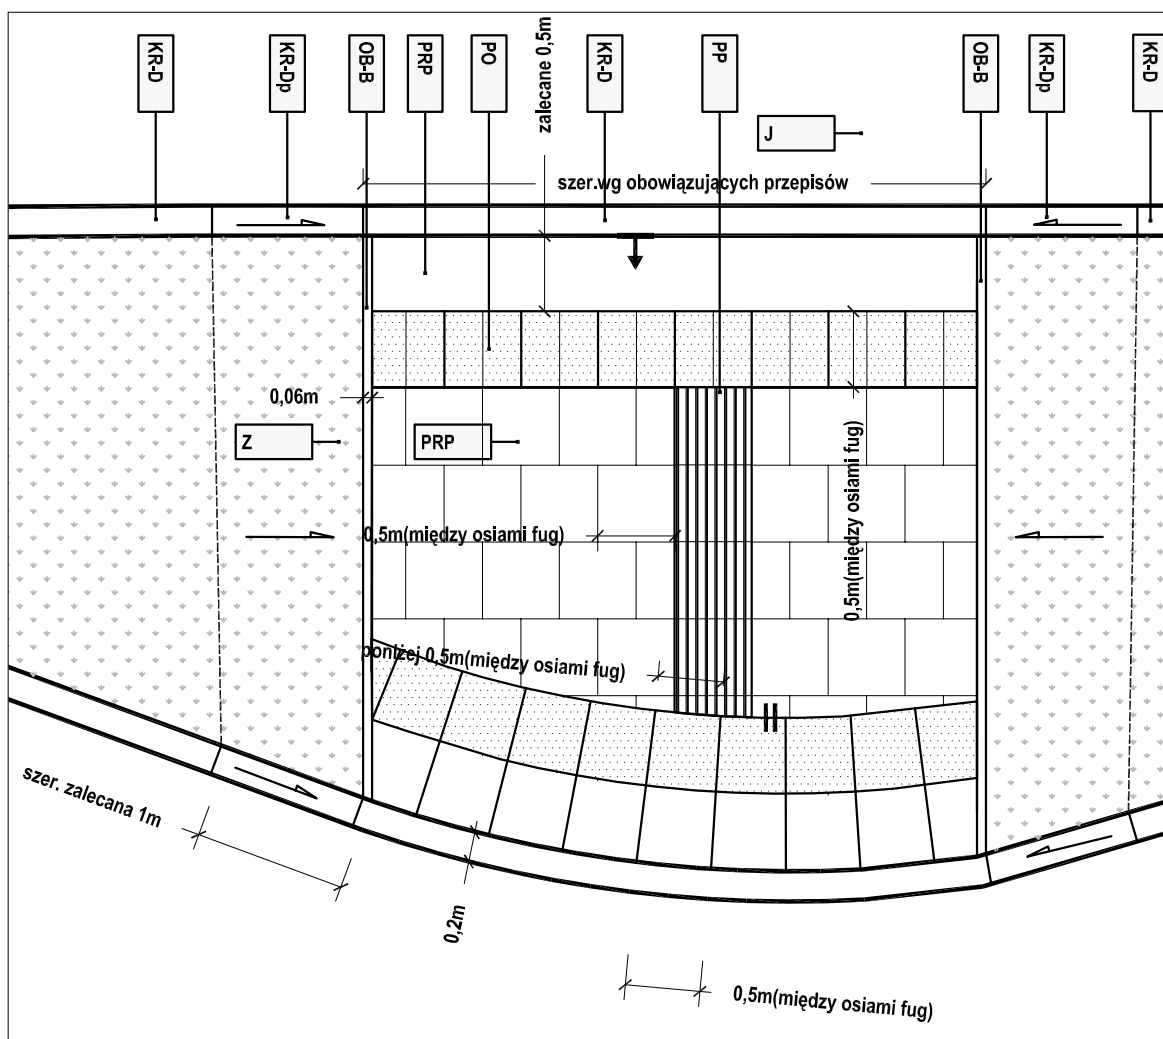 KR-D
KR-Dp
OB-B
PRP
PO
zalecane 0,5m
KR-D
PP
J
OB-B
KR-Dp
KR-D
szer.wg obowiązujących przepisów
0,06m
Z
PRP
0,5m(między osiami fug)
0,5m(między osiami fug)
poniżej 0,5m(między osiami fug)
szer. zalecana 1m
0,2m
0,5m(między osiami fug)